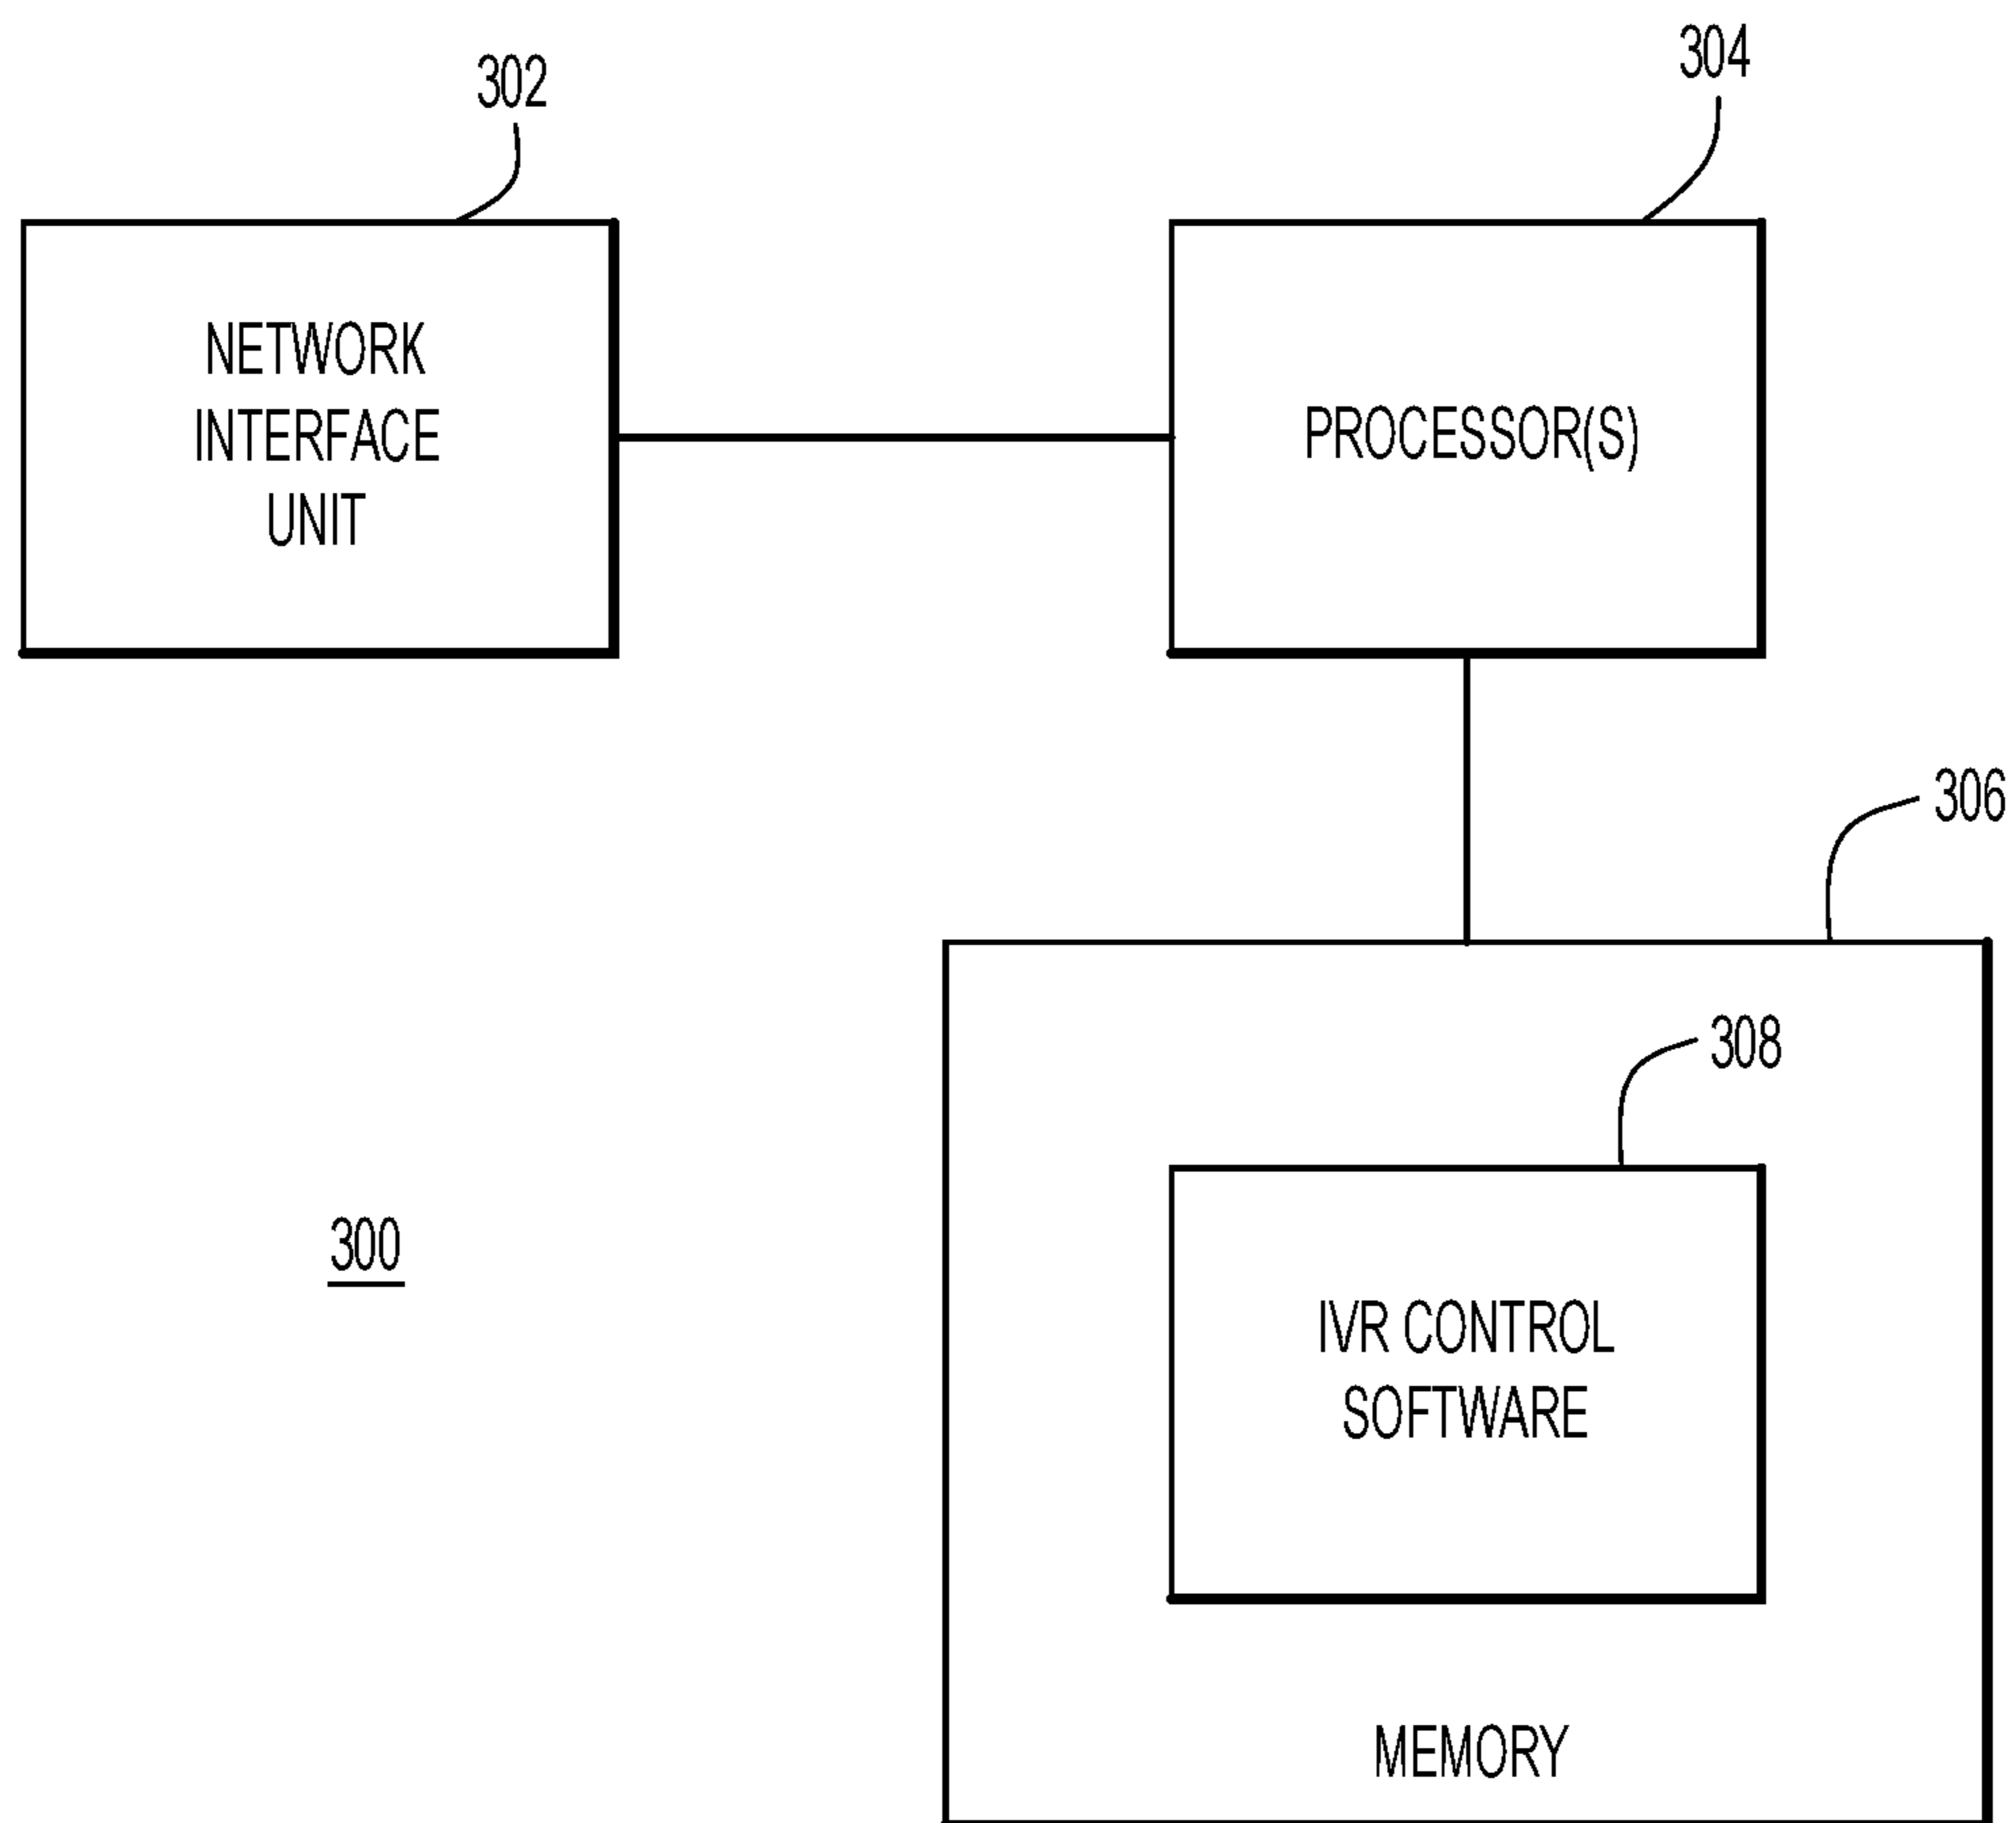 302
304
NETWORK
INTERFACE
UNIT
PROCESSOR(S)
306
308
300
IVR CONTROL
SOFTWARE
MEMORY